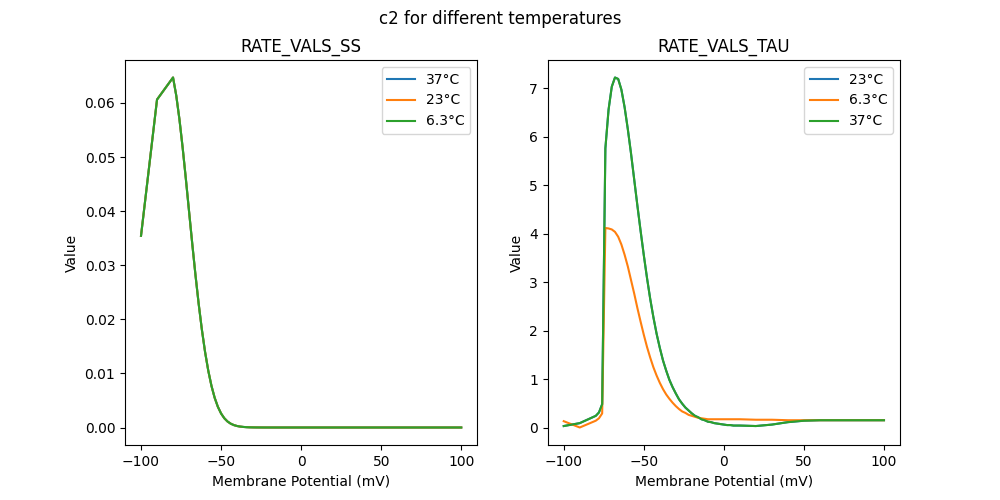 c2 for different temperatures
RATE_VALS_SS
37°C
23°C
6.3°C
0.06
0.05
0.04
0.03
0.02
0.01
0.00
Value
−100
−50
0
50
100
Membrane Potential (mV)
RATE_VALS_TAU
23°C
6.3°C
37°C
7
6
5
4
3
2
1
0
Value
−100
−50
0
50
100
Membrane Potential (mV)